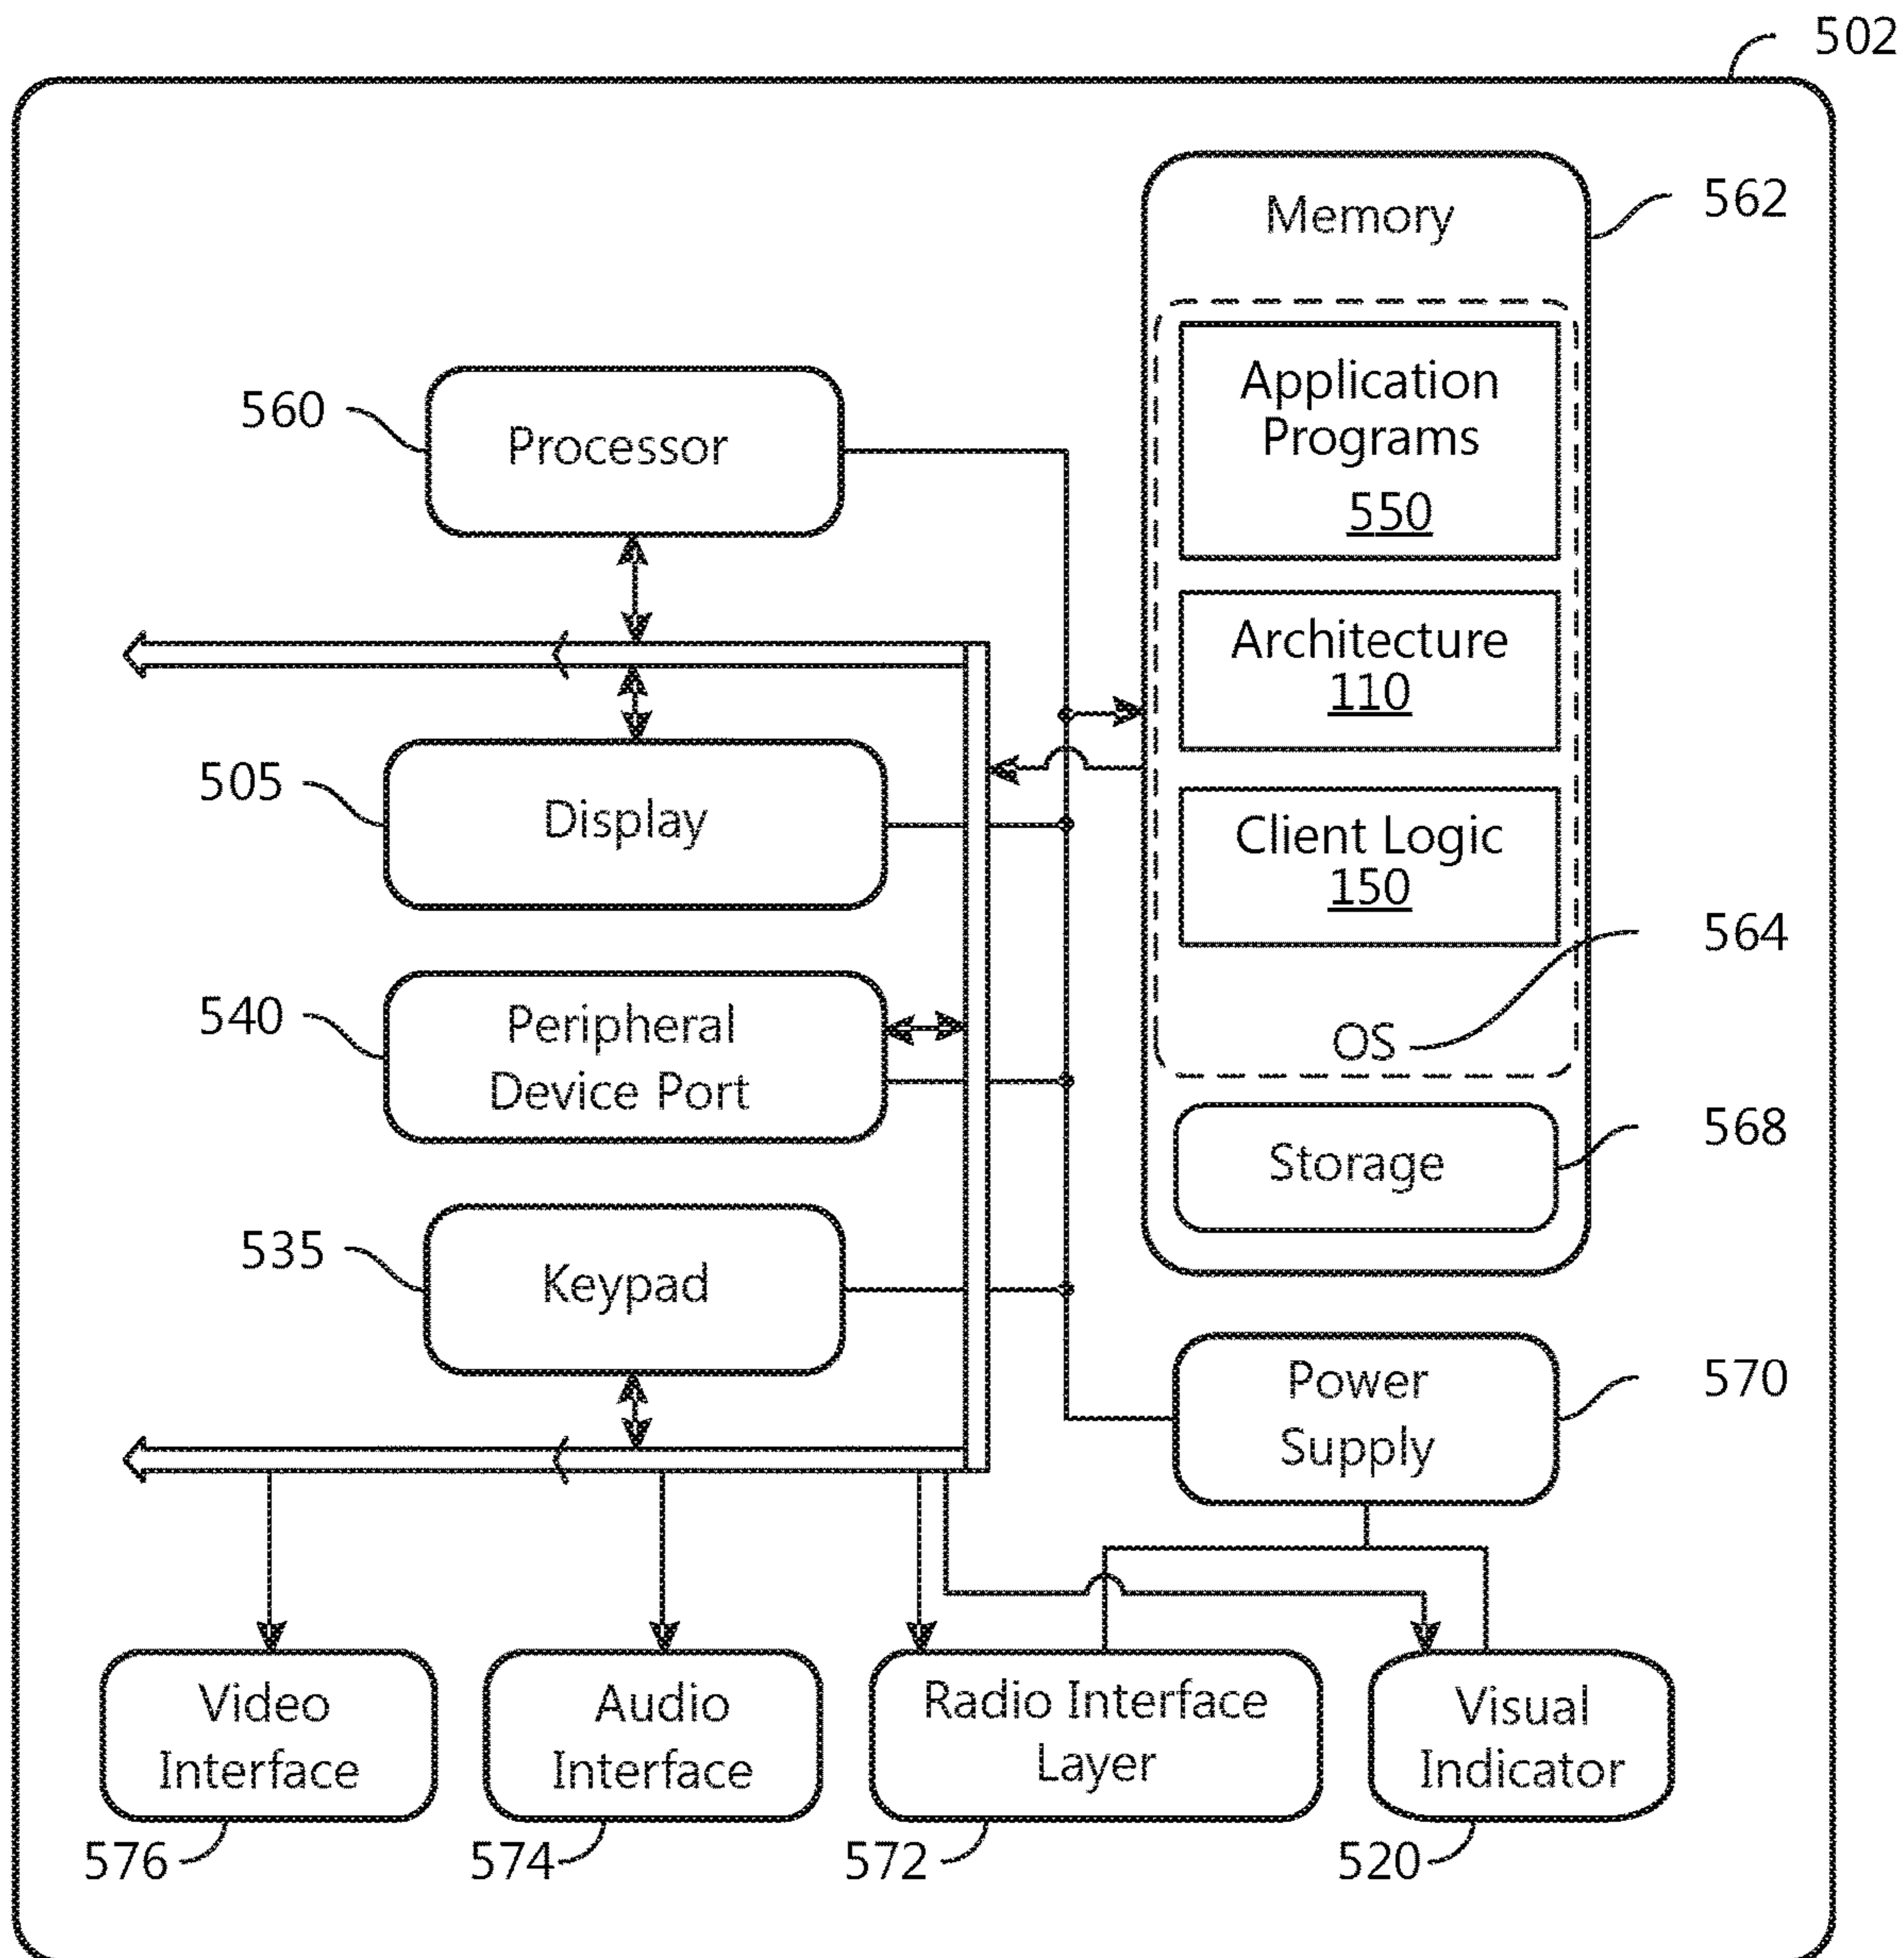 502
Memory
562
Application
Programs
550
560
Processor
Architecture
110
505
Display
Client Logic
150
564
540
Peripheral
Device Port
OS
568
Storage
535
Keypad
Power
Supply
570
Video
Interface
Audio
Interface
Radio Interface
Layer
Visual
Indicator
576
574
572
520